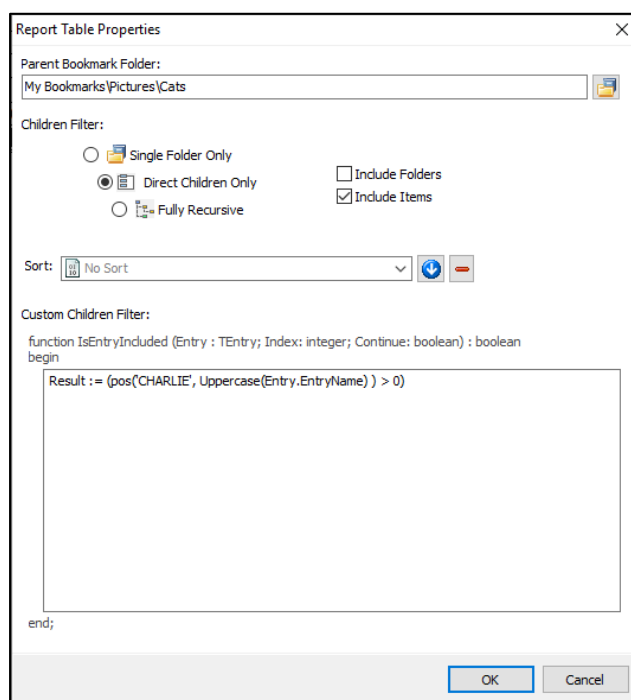 Report Table Properties
Parent Bookmark Folder:
My Bookmarks\Pictures\Cats
Children Filter:
Single Folder Only
Direct Children Only
Fully Recursive
Include Folders
Include Items
Sort: No Sort
Custom Children Filter:
function IsEntryIncluded (Entry : TEntry; Index: integer; Continue: boolean) : boolean
begin
Result := (pos('CHARLIE', Uppercase(Entry.EntryName) ) > 0)
end;
OK Cancel